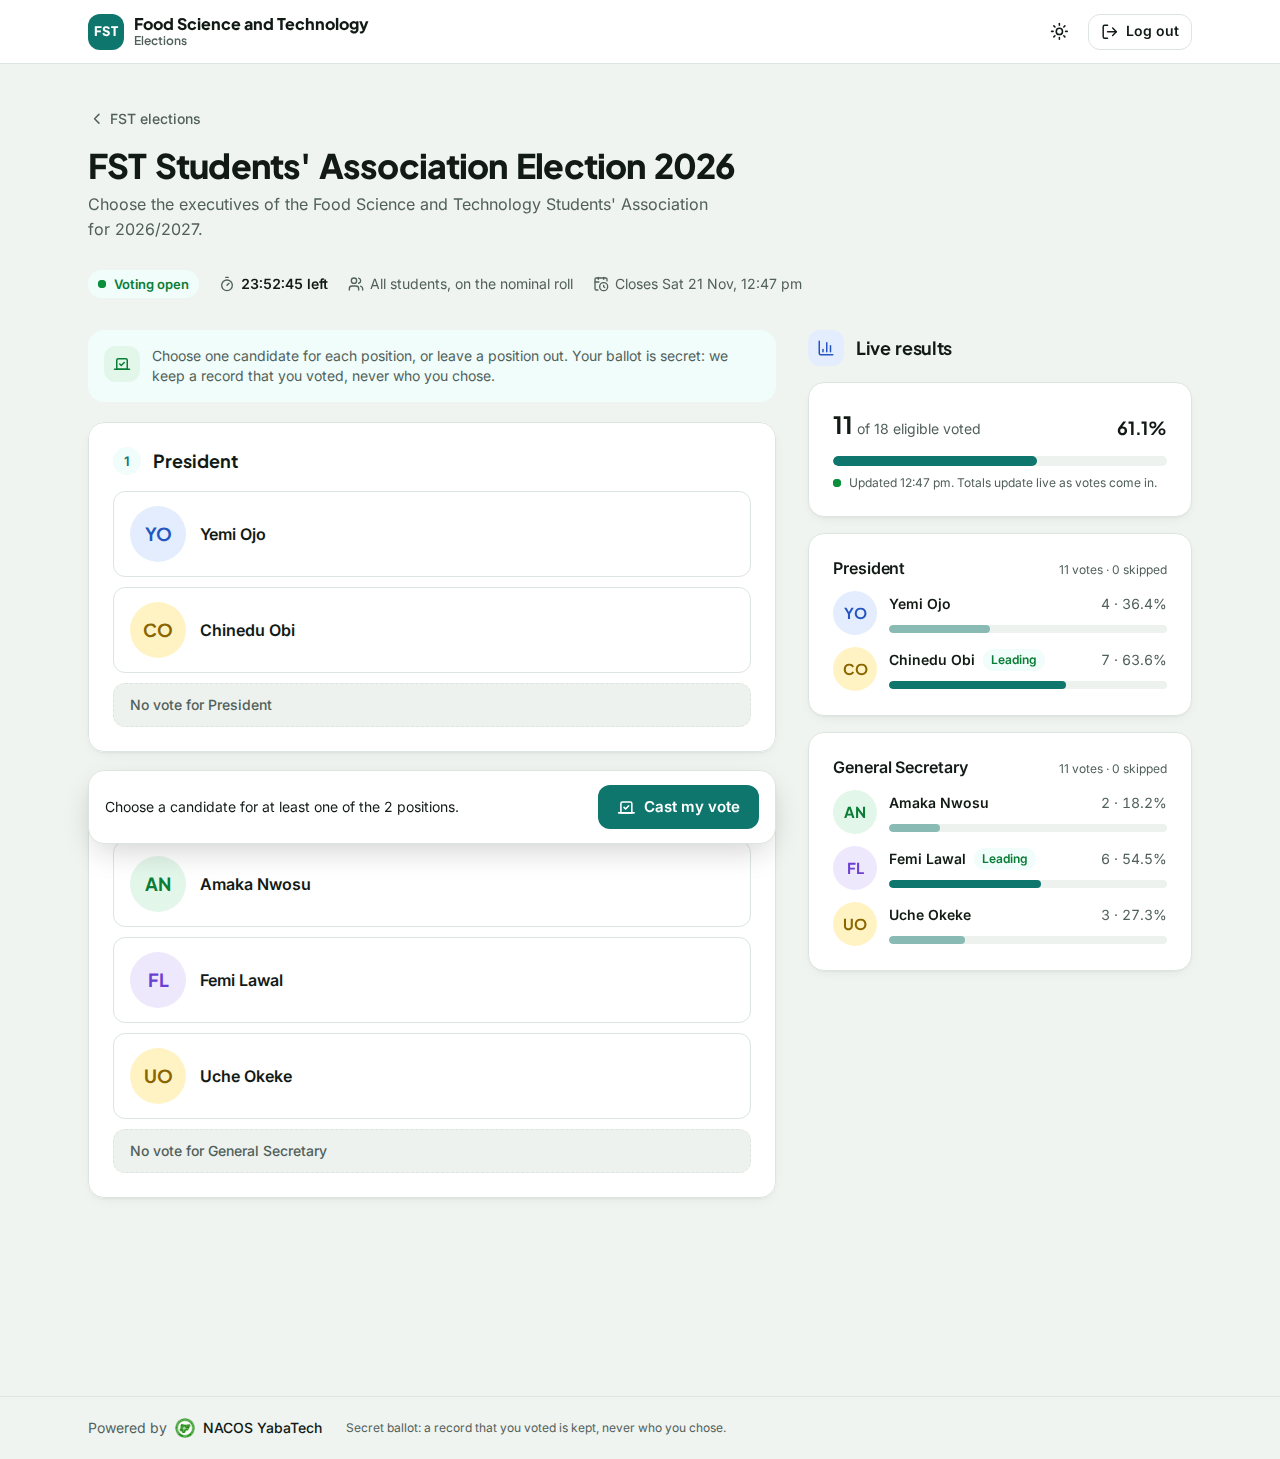 FST
Food Science and Technology
Elections
Log out
FST elections
FST Students' Association Election 2026
Choose the executives of the Food Science and Technology Students' Association
for 2026/2027.
Voting open
23:52:45 left
All students, on the nominal roll
Closes Sat 21 Nov, 12:47 pm
Choose one candidate for each position, or leave a position out. Your ballot is secret: we
keep a record that you voted, never who you chose.
1 President
YO Yemi Ojo
CO Chinedu Obi
No vote for President
Choose a candidate for at least one of the 2 positions.
Cast my vote
AN Amaka Nwosu
FL Femi Lawal
UO Uche Okeke
No vote for General Secretary
Live results
11 of 18 eligible voted 61.1%
Updated 12:47 pm. Totals update live as votes come in.
President 11 votes · 0 skipped
YO Yemi Ojo 4 · 36.4%
CO Chinedu Obi Leading 7 · 63.6%
General Secretary 11 votes · 0 skipped
AN Amaka Nwosu 2 · 18.2%
FL Femi Lawal Leading 6 · 54.5%
UO Uche Okeke 3 · 27.3%
Powered by NACOS YabaTech
Secret ballot: a record that you voted is kept, never who you chose.